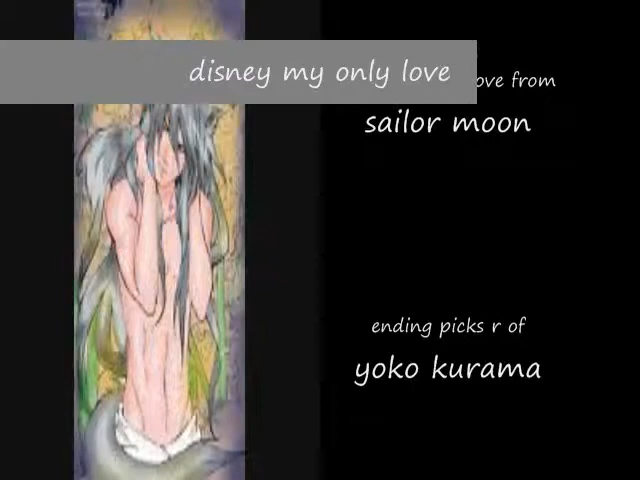 disney my only love
ove from
sailor moon
ending picks r of
yoko kurama